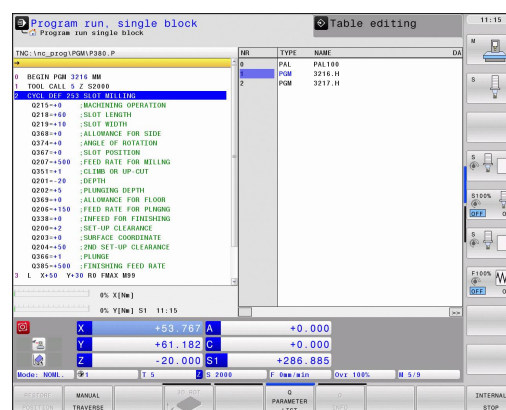 Program run, single block
Program run single block
Table editing
11:15
TNC:\nc_prog\PGM\P380.P
0 BEGIN PGM 3216 MM
1 TOOL CALL 5 Z S2000
2 CYCL DEF 253 SLOT MILLING
Q215=+0 ;MACHINING OPERATION
Q218=+60 ;SLOT LENGTH
Q219=+10 ;SLOT WIDTH
Q368=+0 ;ALLOWANCE FOR SIDE
Q374=+0 ;ANGLE OF ROTATION
Q367=+0 ;SLOT POSITION
Q207=+500 ;FEED RATE FOR MILLNG
Q351=+1 ;CLIMB OR UP-CUT
Q201=-20 ;DEPTH
Q202=+5 ;PLUNGING DEPTH
Q369=+0 ;ALLOWANCE FOR FLOOR
Q206=+150 ;FEED RATE FOR PLNGNG
Q338=+0 ;INFEED FOR FINISHING
Q200=+2 ;SET-UP CLEARANCE
Q203=+0 ;SURFACE COORDINATE
Q204=+50 ;2ND SET-UP CLEARANCE
Q366=+1 ;PLUNGE
Q385=+500 ;FINISHING FEED RATE
3 L X+50 Y+30 R0 FMAX M99
NR TYPE NAME DA
0 PAL PAL100
1 PGM 3216.H
2 PGM 3217.H
0% X[Nm]
0% Y[Nm] S1 11:15
X +53.767 A +0.000
Y +61.182 C +0.000
Z -20.000 S1 +286.885
Mode: NOML. 1 T 5 Z S 2000 F 0mm/min Ovr 100% M 5/9
M
S
S
S100%
OFF
S
F100%
OFF
RESTORE POSITION
MANUAL TRAVERSE
3D ROT
Q PARAMETER LIST
Q INFO
INTERNAL STOP